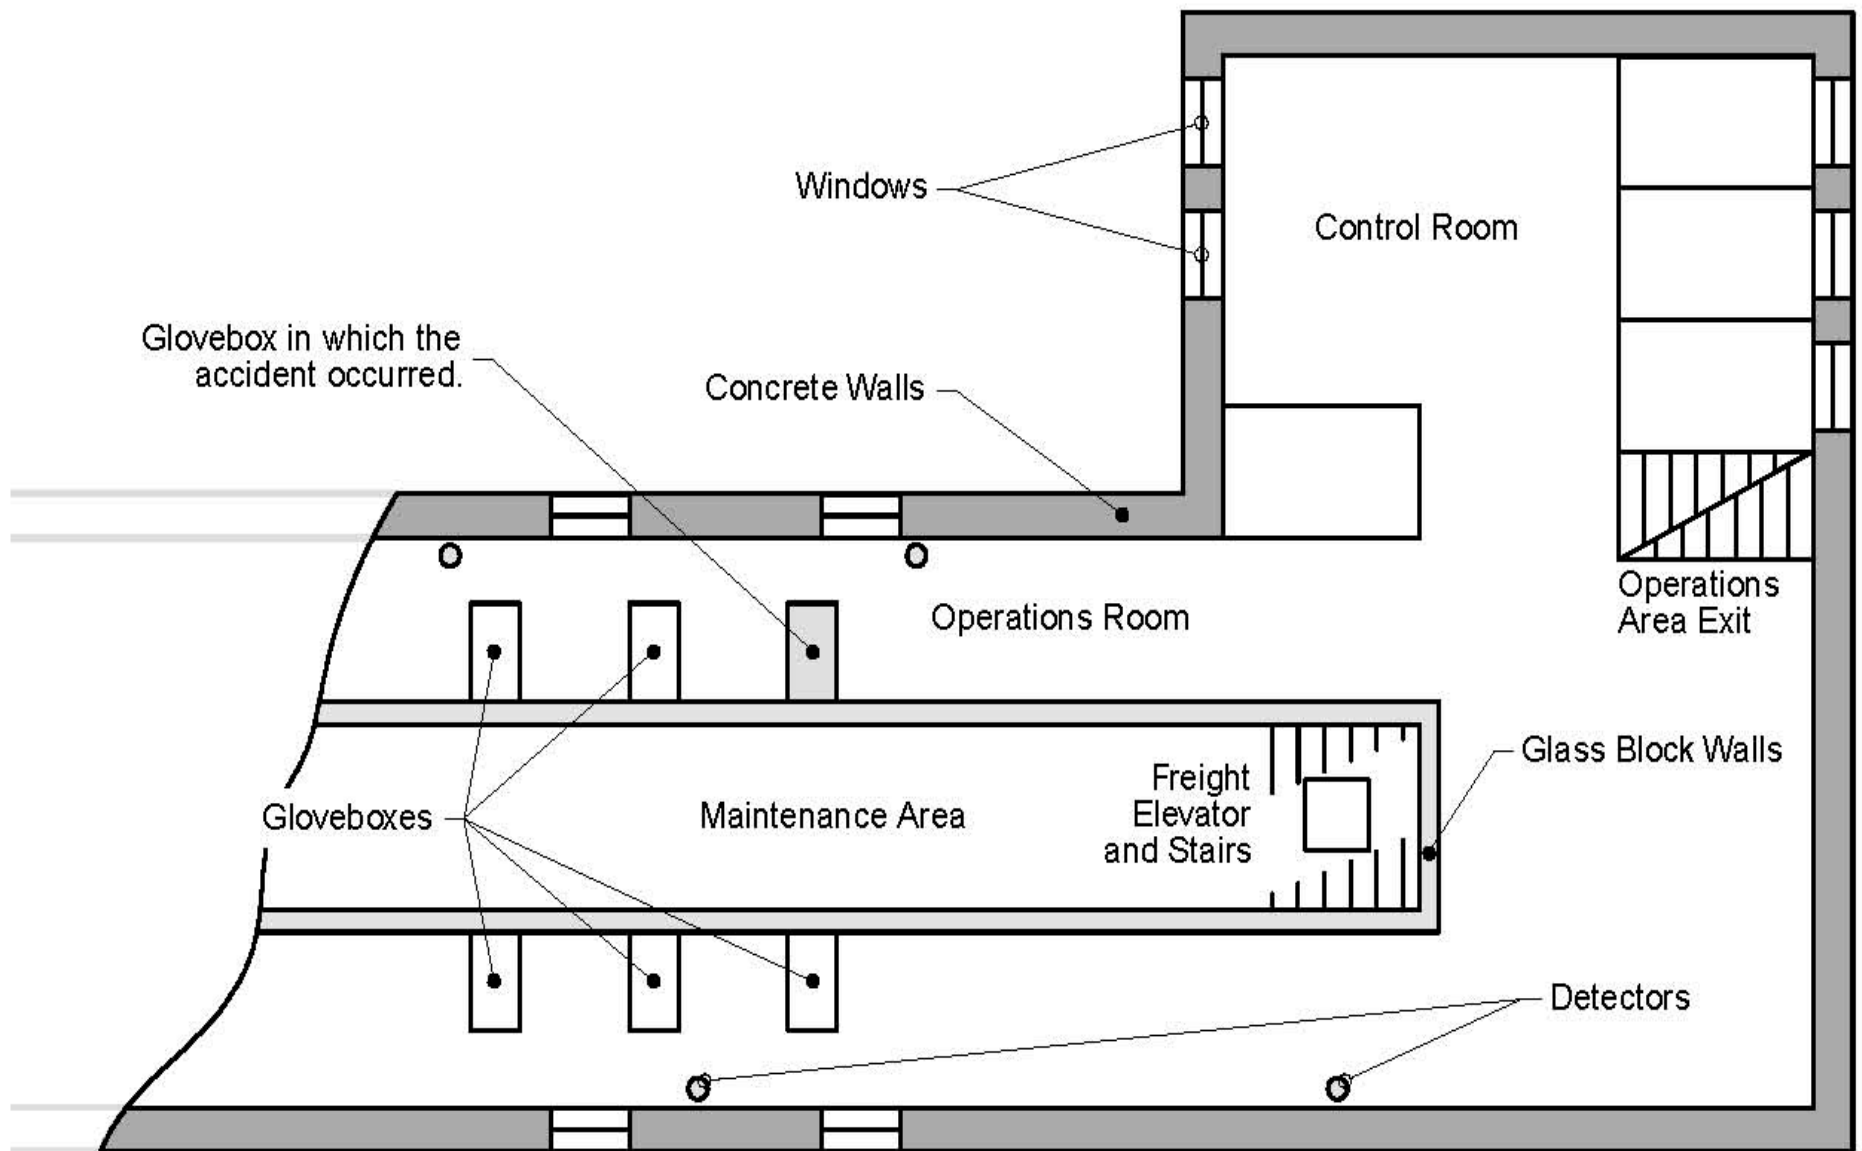 Windows
Control Room
Glovebox in which the
accident occurred.
Concrete Walls
Operations
Area Exit
Operations Room
Glass Block Walls
Freight
Elevator
and Stairs
Gloveboxes
Maintenance Area
Detectors